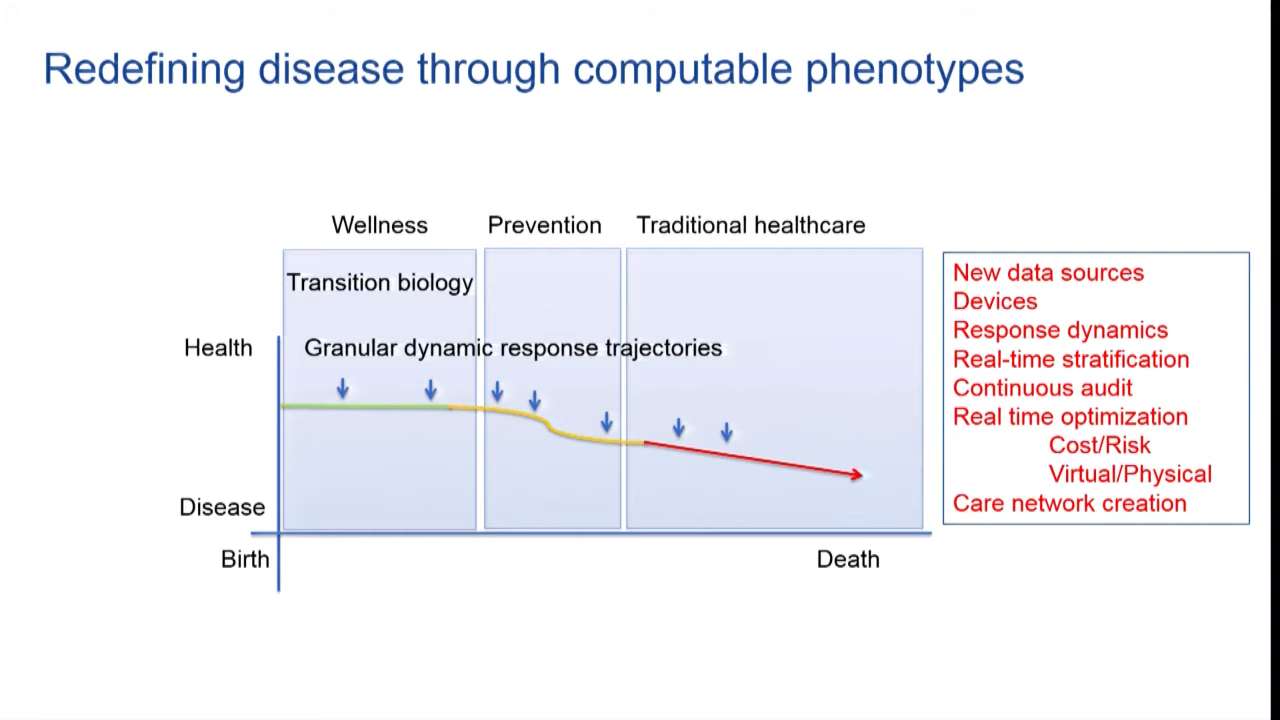 Redefining disease through computable phenotypes
Wellness
Prevention
Traditional healthcare
Transition biology
Health
Granular dynamic response trajectories
Disease
Birth
Death
New data sources
Devices
Response dynamics
Real-time stratification
Continuous audit
Real time optimization
Cost/Risk
Virtual/Physical
Care network creation